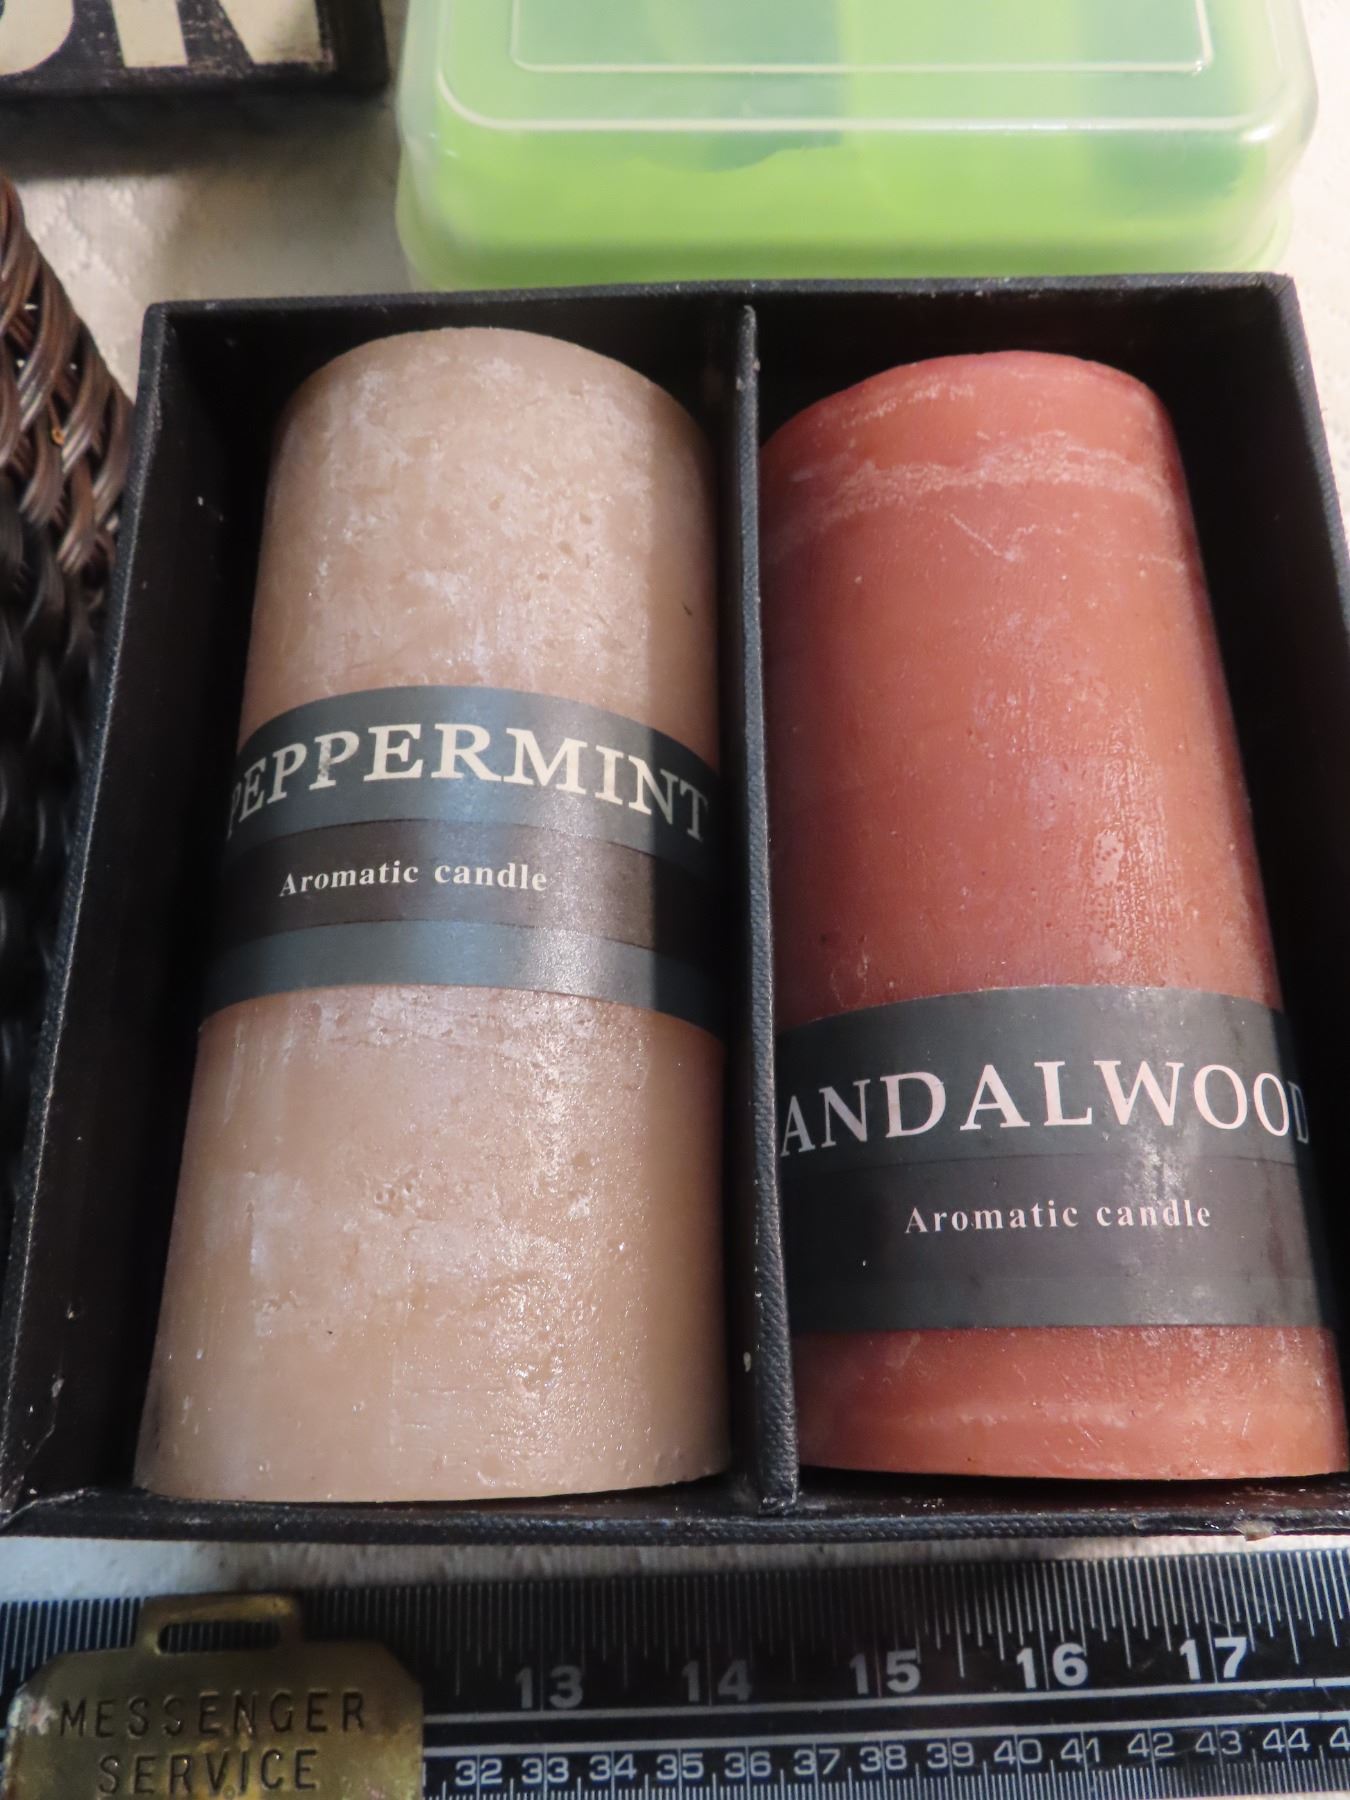 PEPPERMINT
Aromatic candle
ANDALWOOD
Aromatic candle
13 14 15 16 17
32 33 34 35 36 37 38 39 40 41 42 43 44
MESSENGER
SERVICE